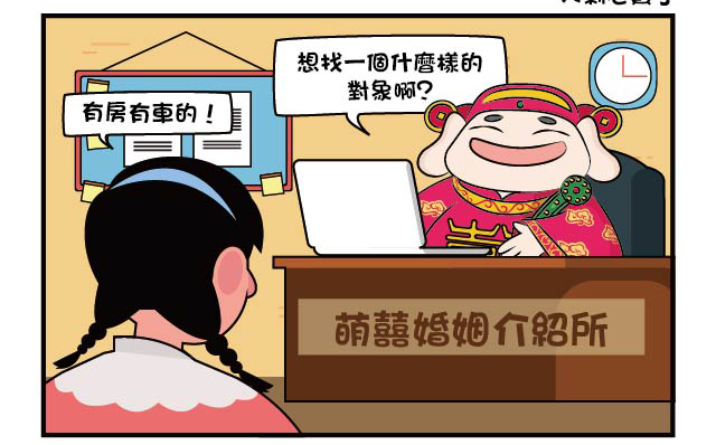 想找一個什麼樣的
對象啊?
有房有車的！
萌囍婚姻介紹所